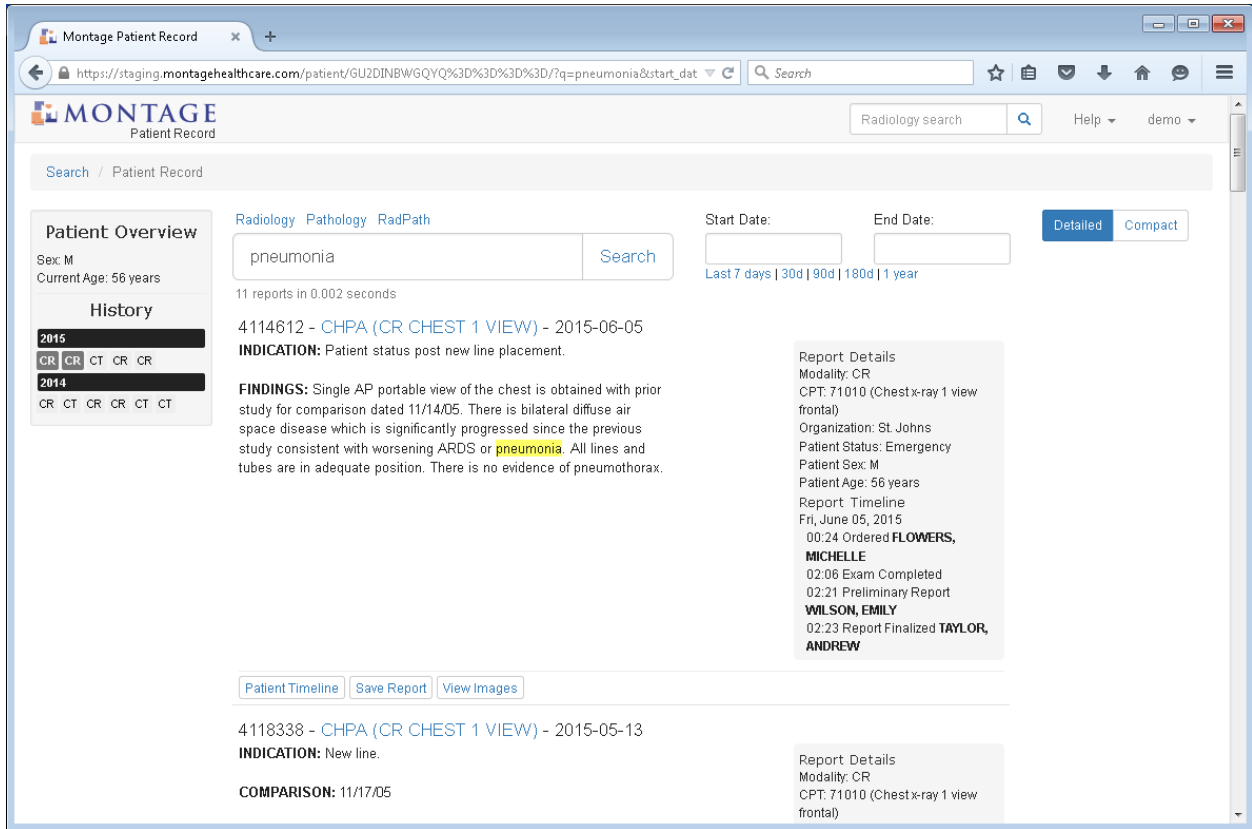 Montage Patient Record
https://staging.montagehealthcare.com/patient/GU2DINBWGQYQ%3D%3D%3D%3D/?q=pneumonia&start_dat
Search
MONTAGE
Patient Record
Radiology search
Help
demo
Search / Patient Record
Patient Overview
Sex: M
Current Age: 56 years
History
2015
CR CR CT CR CR
2014
CR CT CR CR CT CT
Radiology Pathology RadPath
pneumonia
Search
11 reports in 0.002 seconds
Start Date:
End Date:
Last 7 days | 30d | 90d | 180d | 1 year
Detailed
Compact
4114612 - CHPA (CR CHEST 1 VIEW) - 2015-06-05
INDICATION: Patient status post new line placement.
FINDINGS: Single AP portable view of the chest is obtained with prior
study for comparison dated 11/14/05. There is bilateral diffuse air
space disease which is significantly progressed since the previous
study consistent with worsening ARDS or pneumonia. All lines and
tubes are in adequate position. There is no evidence of pneumothorax.
Report Details
Modality: CR
CPT: 71010 (Chest x-ray 1 view
frontal)
Organization: St. Johns
Patient Status: Emergency
Patient Sex: M
Patient Age: 56 years
Report Timeline
Fri, June 05, 2015
00:24 Ordered FLOWERS,
MICHELLE
02:06 Exam Completed
02:21 Preliminary Report
WILSON, EMILY
02:23 Report Finalized TAYLOR,
ANDREW
Patient Timeline
Save Report
View Images
4118338 - CHPA (CR CHEST 1 VIEW) - 2015-05-13
INDICATION: New line.
COMPARISON: 11/17/05
Report Details
Modality: CR
CPT: 71010 (Chest x-ray 1 view
frontal)